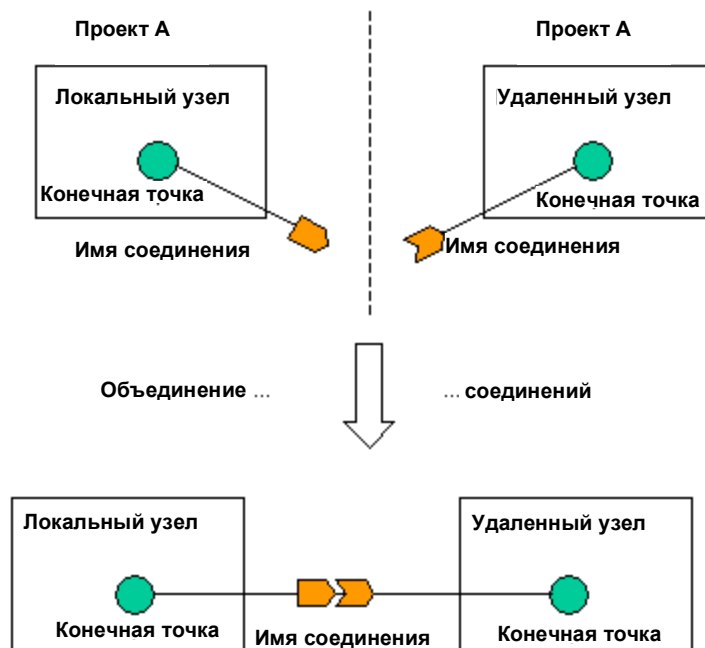 Проект А
Проект А
Локальный узел
Удаленный узел
Конечная точка
Конечная точка
Имя соединения
Имя соединения
Объединение ...
... соединений
Локальный узел
Удаленный узел
Конечная точка
Имя соединения
Конечная точка